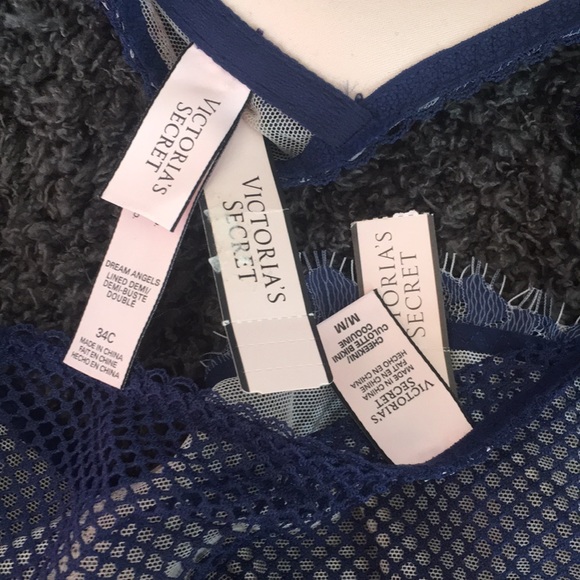 VICTORIA'S
SECRET
DREAM ANGELS
LINED DEMI/
DEMI-BUSTE
DOUBLÉ
34C
MADE IN CHINA
FAIT EN CHINE
HECHO EN CHINA
VICTORIA'S
SECRET
VICTORIA'S
SECRET
VICTORIA'S
SECRET
MADE IN CHINA
FAIT EN CHINE
HECHO EN CHINA
CHEEKINI/
CULOTTE BIKINI
COQUINE
M/M